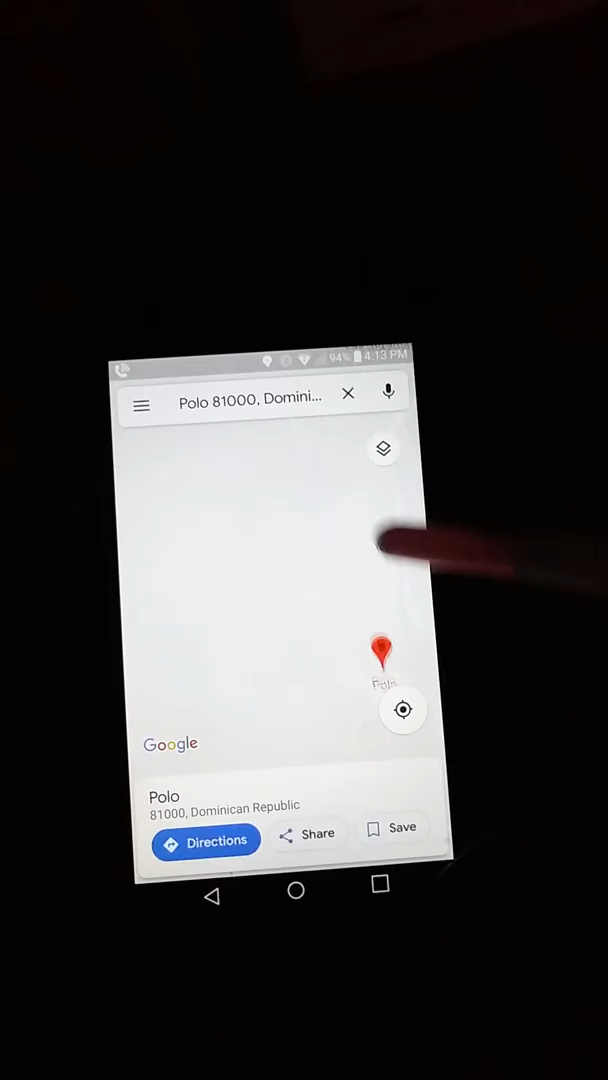 94% 4:13 PM
Polo 81000, Domini...
Polo
Google
Polo
81000, Dominican Republic
Directions Share Save